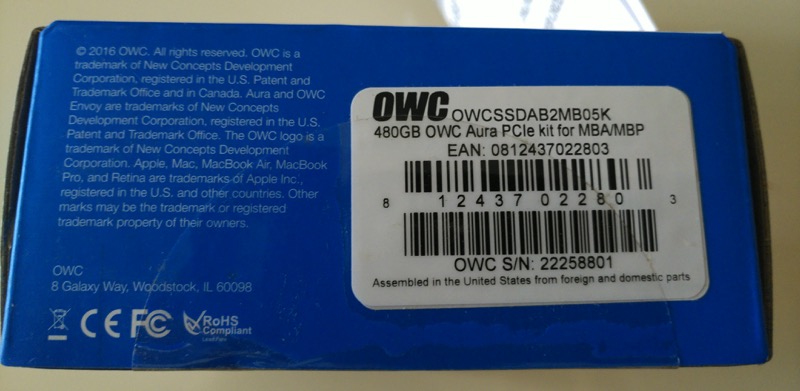 © 2016 OWC. All rights reserved. OWC is a
trademark of New Concepts Development
Corporation, registered in the U.S. Patent and
Trademark Office and in Canada. Aura and OWC
Envoy are trademarks of New Concepts
Development Corporation, registered in the U.S.
Patent and Trademark Office. The OWC logo is a
trademark of New Concepts Development
Corporation. Apple, Mac, MacBook Air, MacBook
Pro, and Retina are trademarks of Apple Inc.,
registered in the U.S. and other countries. Other
marks may be the trademark or registered
trademark property of their owners.
OWC
8 Galaxy Way, Woodstock, IL 60098
CE FC RoHS
Compliant
Lead Free
OWC OWCSSDAB2MB05K
480GB OWC Aura PCIe kit for MBA/MBP
EAN: 0812437022803
8 12437 02280 3
OWC S/N: 22258801
Assembled in the United States from foreign and domestic parts